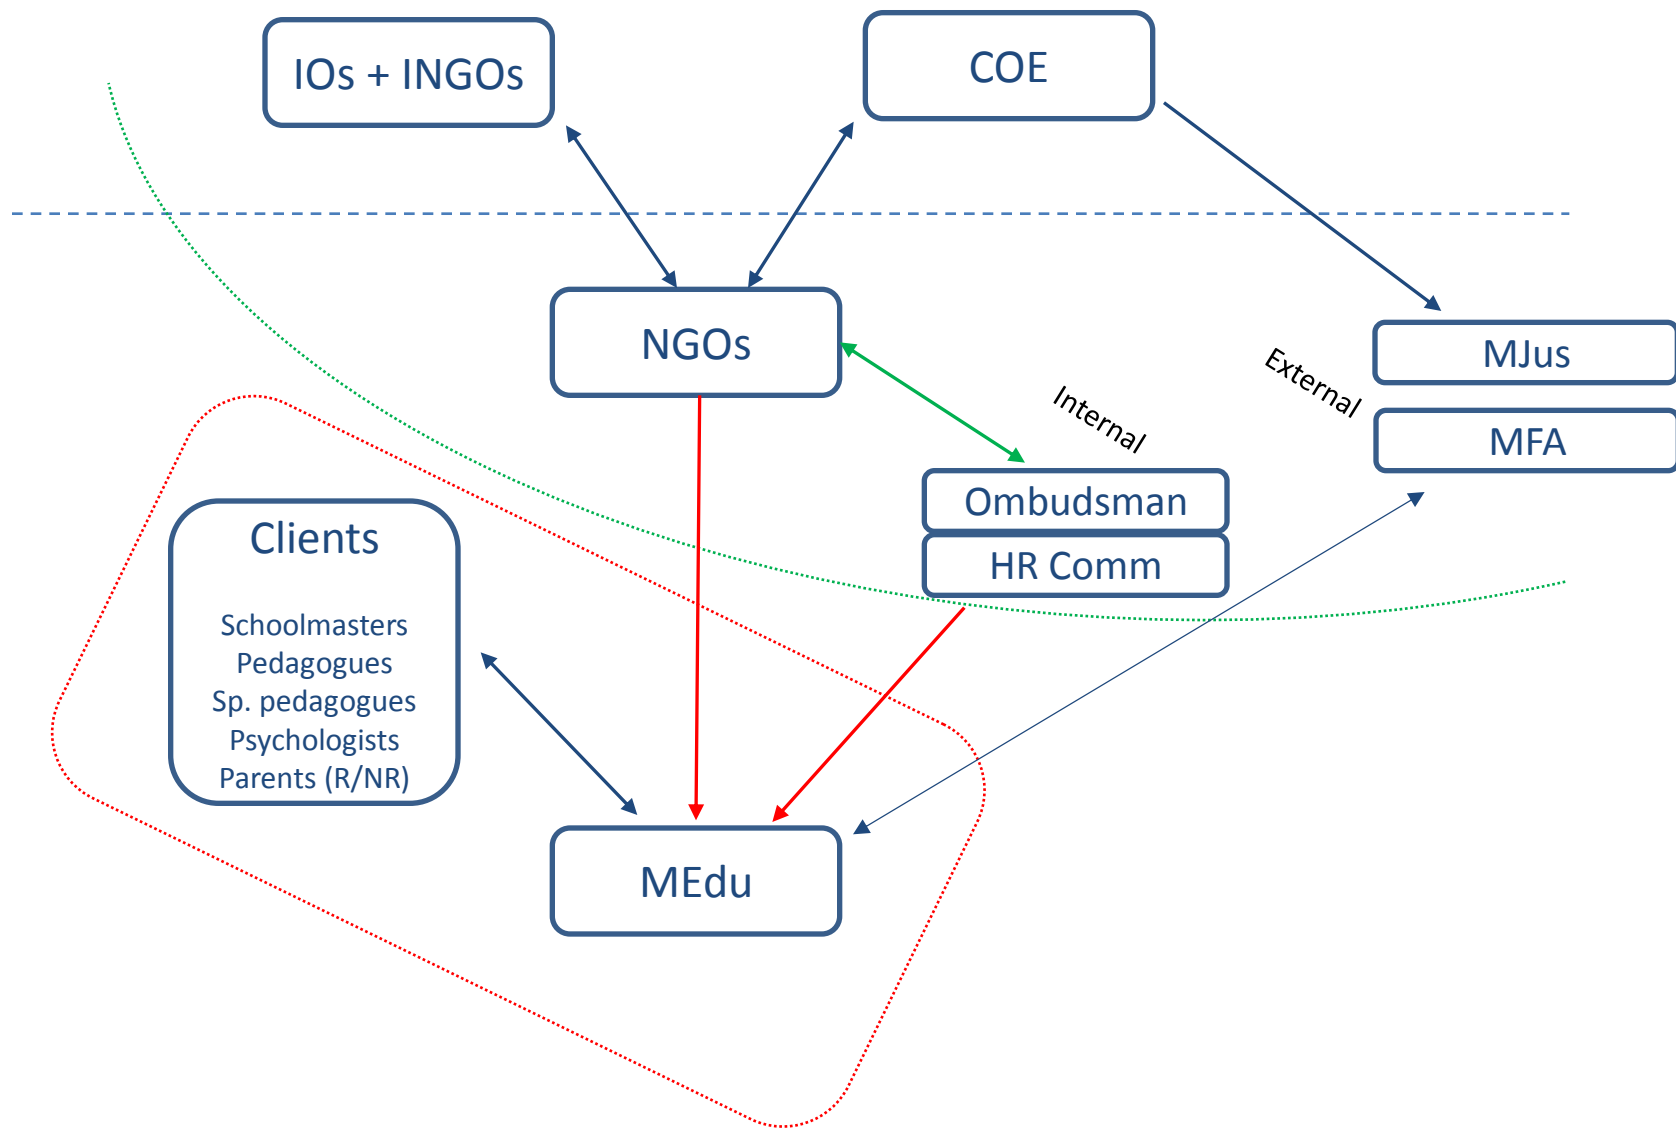 IOs + INGOs
COE
NGOs
MJus
External
Internal
MFA
Ombudsman
HR Comm
Clients
Schoolmasters
Pedagogues
Sp. pedagogues
Psychologists
Parents (R/NR)
MEdu